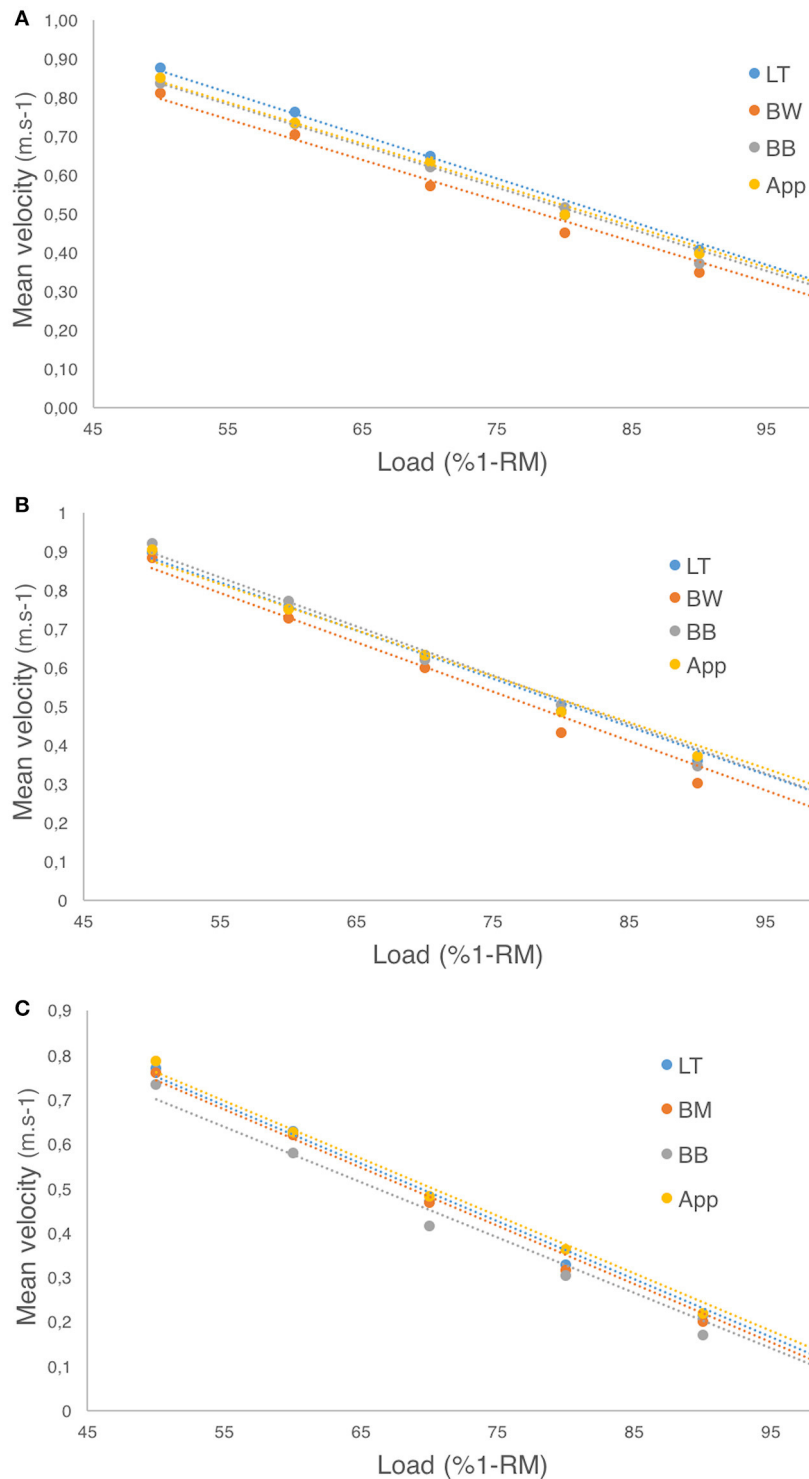 A
1,00
0,90
0,80
0,70
0,60
0,50
0,40
0,30
0,20
0,10
0,00
Mean velocity (m.s-1)
LT
BW
BB
App
45 55 65 75 85 95
Load (%1-RM)
B
1
0,9
0,8
0,7
0,6
0,5
0,4
0,3
0,2
0,1
0
Mean velocity (m.s-1)
LT
BW
BB
App
45 55 65 75 85 95
Load (%1-RM)
C
0,9
0,8
0,7
0,6
0,5
0,4
0,3
0,2
0,1
0
Mean velocity (m.s-1)
LT
BM
BB
App
45 55 65 75 85 95
Load (%1-RM)